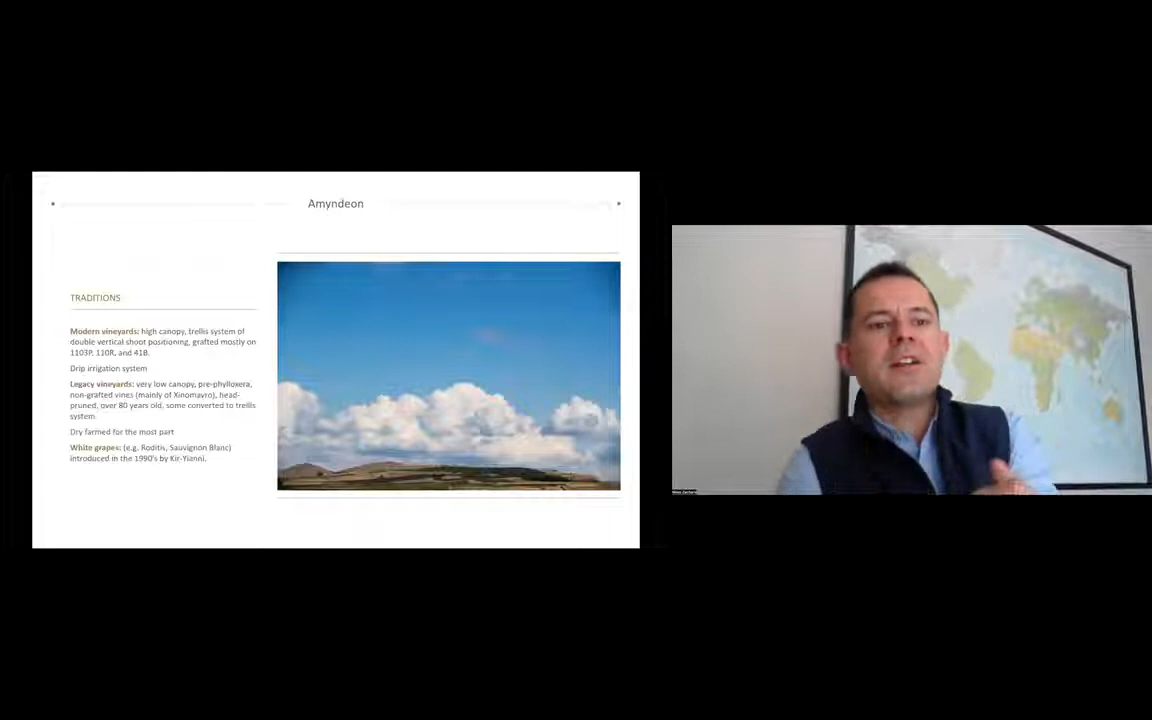 Amyndeon
TRADITIONS
Modern vineyards: high canopy, trellis system of
double vertical shoot positioning, grafted mostly on
1103P, 110R, and 41B.
Drip irrigation system
Legacy vineyards: very low canopy, pre-phylloxera,
non-grafted vines (mainly of Xinomavro), head-
pruned, over 80 years old, some converted to trellis
system.
Dry farmed for the most part
White grapes: (e.g. Roditis, Sauvignon Blanc)
introduced in the 1990's by Kir-Yianni.